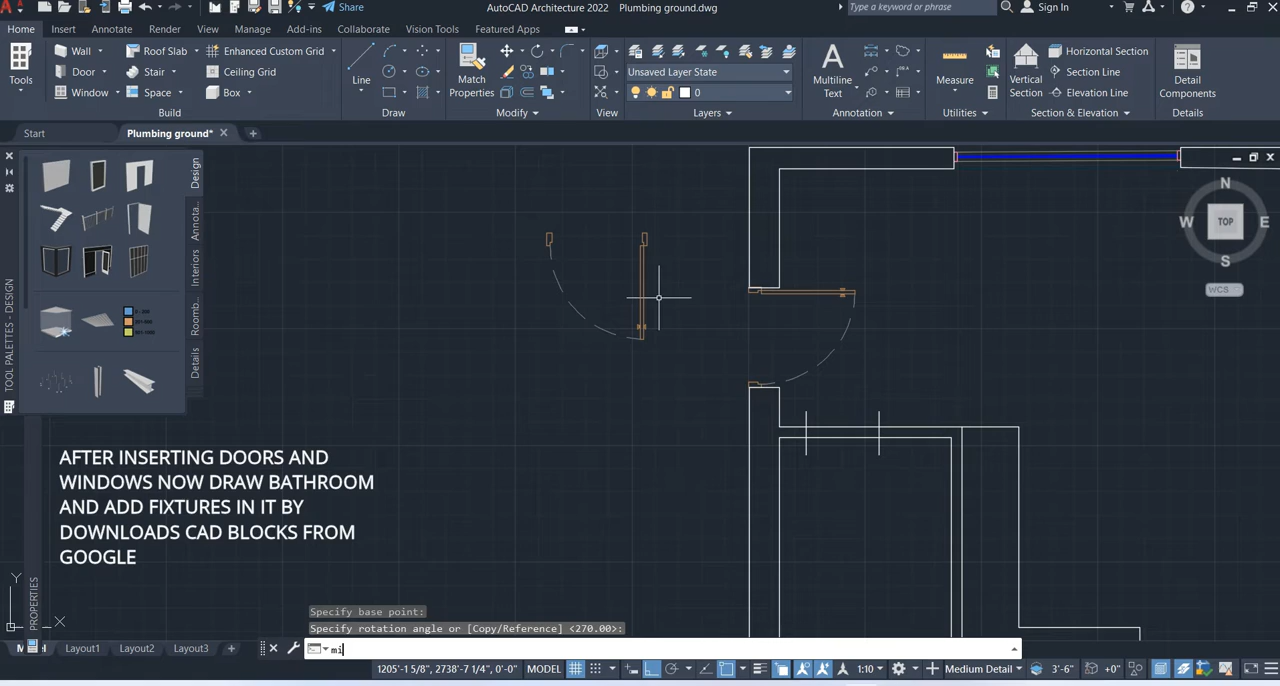 Share
AutoCAD Architecture 2022 Plumbing ground.dwg
Type a keyword or phrase
Sign In
Home Insert Annotate Render View Manage Add-ins Collaborate Vision Tools Featured Apps
Tools
Wall
Door
Window
Roof Slab
Stair
Space
Enhanced Custom Grid
Ceiling Grid
Box
Build
Line
Draw
Match
Properties
Modify
View
Unsaved Layer State
0
Layers
Multiline
Text
Annotation
Measure
Utilities
Vertical
Section
Horizontal Section
Section Line
Elevation Line
Section & Elevation
Detail
Components
Details
Start
Plumbing ground*
Design
Annota...
Interiors
Roomb...
Details
TOOL PALETTES - DESIGN
N
W TOP E
S
WCS
AFTER INSERTING DOORS AND
WINDOWS NOW DRAW BATHROOM
AND ADD FIXTURES IN IT BY
DOWNLOADS CAD BLOCKS FROM
GOOGLE
PROPERTIES
Y
X
Specify base point:
Specify rotation angle or [Copy/Reference] <270.00>:
mi
Layout1 Layout2 Layout3
1205'-1 5/8", 2738'-7 1/4", 0'-0" MODEL
1:10
Medium Detail
3'-6"
+0"